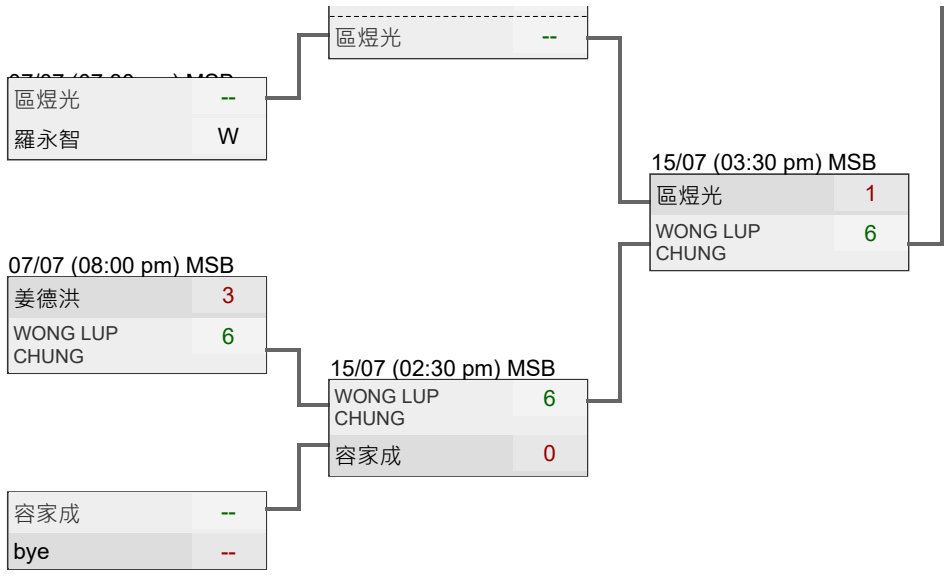 區煜光 --
區煜光 --
羅永智 W
15/07 (03:30 pm) MSB
區煜光 1
WONG LUP
CHUNG 6
07/07 (08:00 pm) MSB
姜德洪 3
WONG LUP
CHUNG 6
15/07 (02:30 pm) MSB
WONG LUP
CHUNG 6
容家成 0
容家成 --
bye --